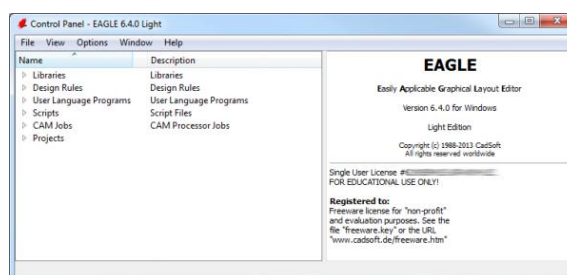 Control Panel - EAGLE 6.4.0 Light
File View Options Window Help
Name Description
Libraries Libraries
Design Rules Design Rules
User Language Programs User Language Programs
Scripts Script Files
CAM Jobs CAM Processor Jobs
Projects
EAGLE
Easily Applicable Graphical Layout Editor
Version 6.4.0 for Windows
Light Edition
Copyright (c) 1988-2013 CadSoft
All rights reserved worldwide
Single User License #
FOR EDUCATIONAL USE ONLY!
Registered to:
Freeware license for "non-profit"
and evaluation purposes. See the
file "freeware.key" or the URL
"www.cadsoft.de/freeware.htm"